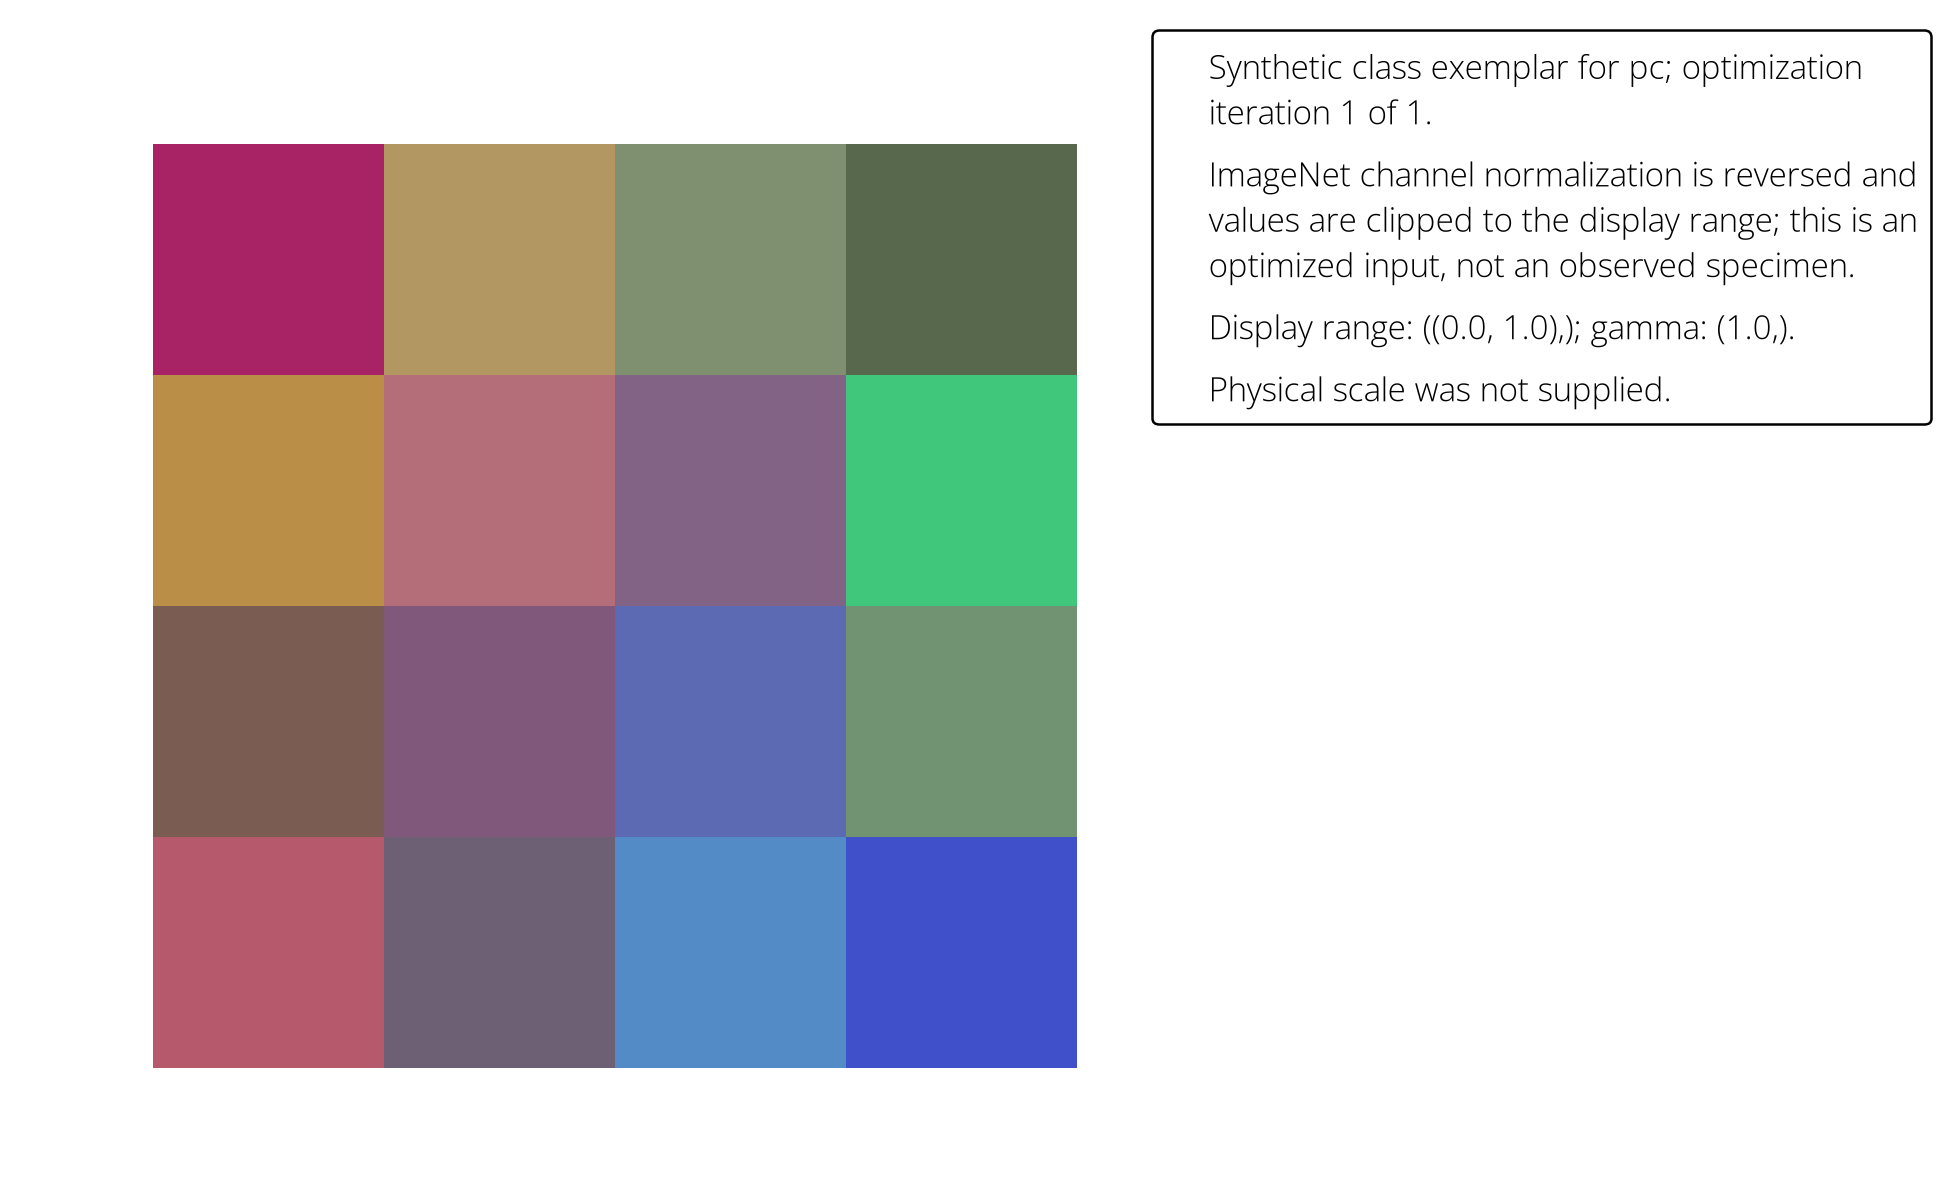 Synthetic class exemplar for pc; optimization
iteration 1 of 1.
ImageNet channel normalization is reversed and
values are clipped to the display range; this is an
optimized input, not an observed specimen.
Display range: ((0.0, 1.0),); gamma: (1.0,).
Physical scale was not supplied.